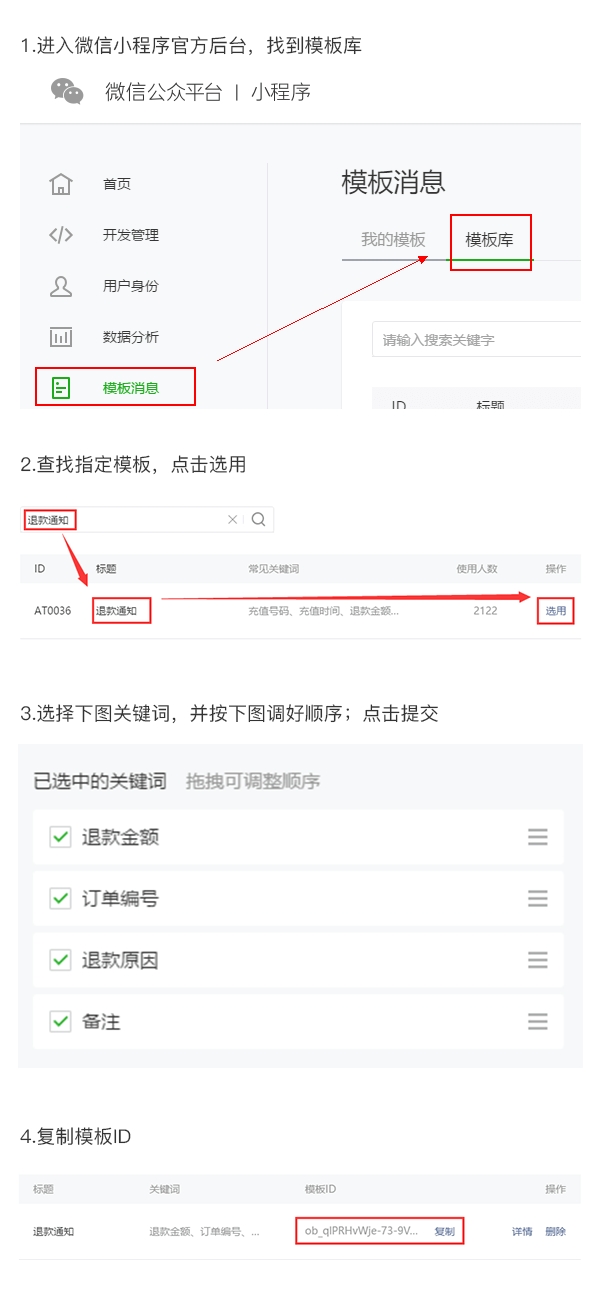 1.进入微信小程序官方后台，找到模板库
微信公众平台 | 小程序
首页
开发管理
用户身份
数据分析
模板消息
模板消息
我的模板 模板库
请输入搜索关键字
ID 标题
2.查找指定模板，点击选用
退款通知
ID 标题 常见关键词 使用人数 操作
AT0036 退款通知 充值号码、充值时间、退款金额... 2122 选用
3.选择下图关键词，并按下图调好顺序；点击提交
已选中的关键词 拖拽可调整顺序
退款金额
订单编号
退款原因
备注
4.复制模板ID
标题 关键词 模板ID 操作
退款通知 退款金额、订单编号、... ob_qlPRHvWje-73-9V... 复制 详情 删除